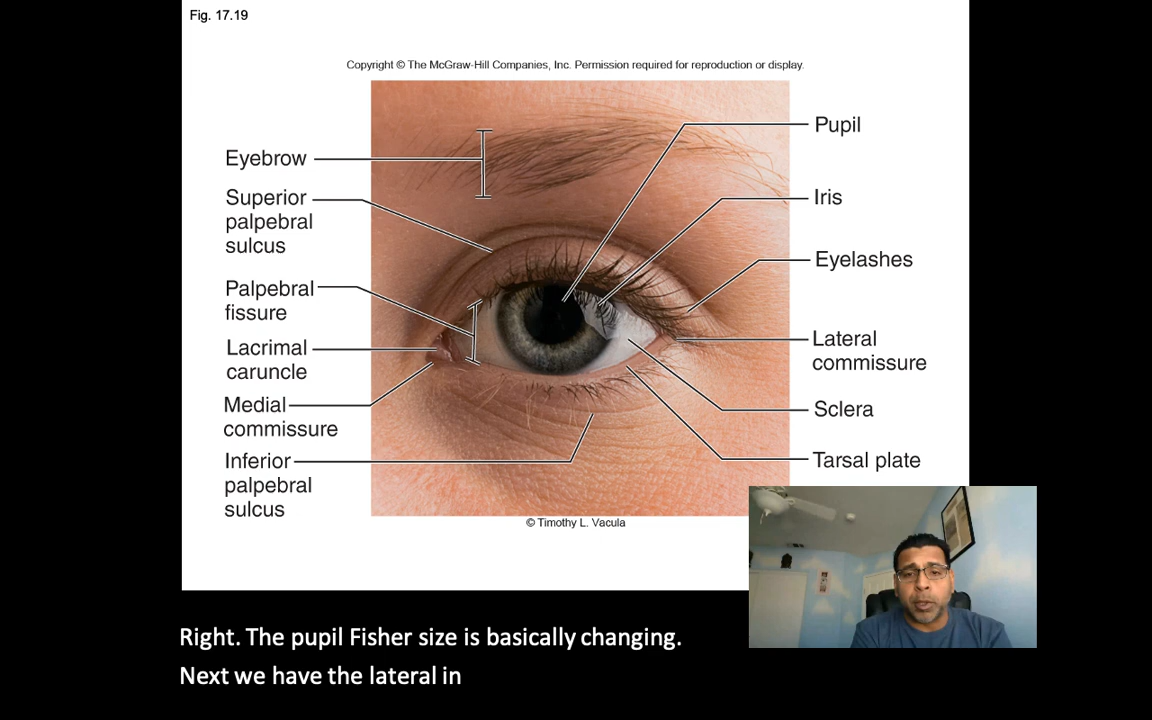 Fig. 17.19
Copyright © The McGraw-Hill Companies, Inc. Permission required for reproduction or display.
Eyebrow
Superior
palpebral
sulcus
Palpebral
fissure
Lacrimal
caruncle
Medial
commissure
Inferior
palpebral
sulcus
Pupil
Iris
Eyelashes
Lateral
commissure
Sclera
Tarsal plate
© Timothy L. Vacula
Right. The pupil Fisher size is basically changing.
Next we have the lateral in